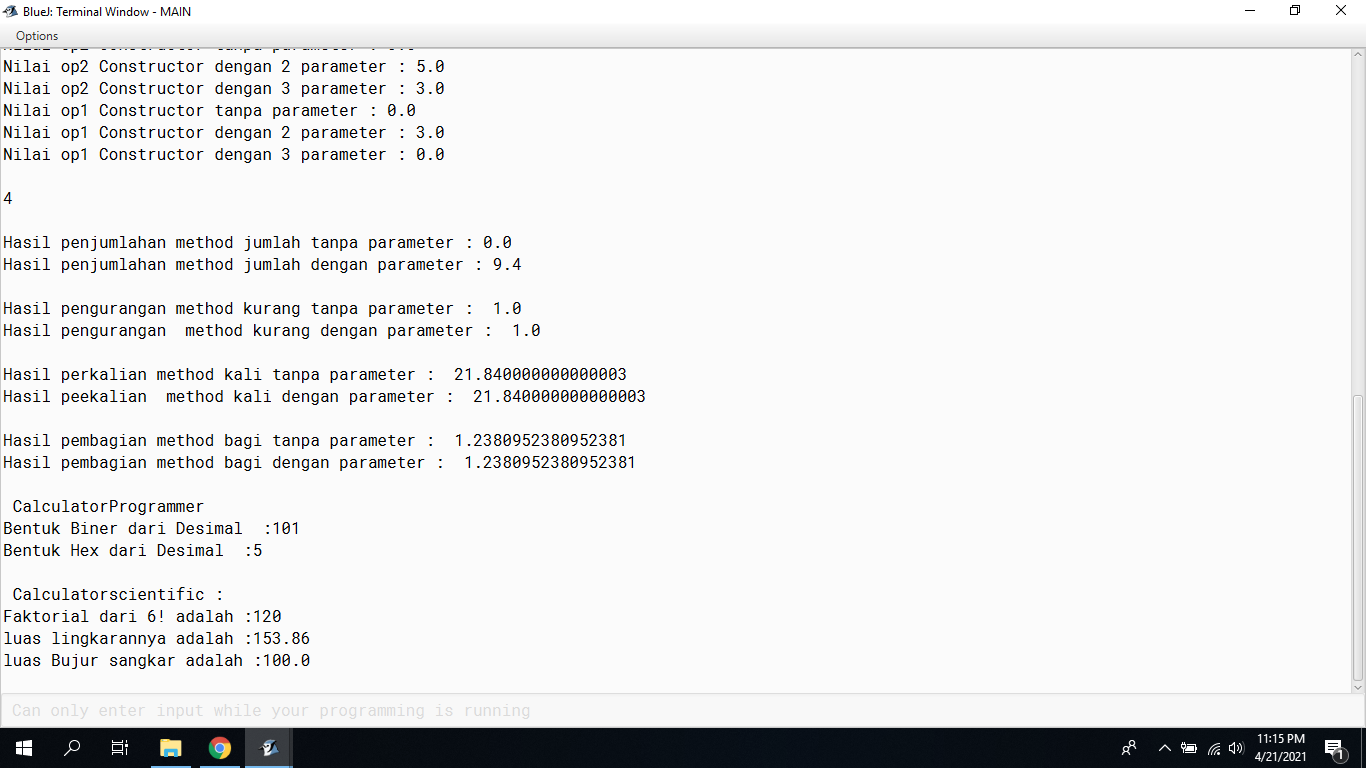 BlueJ: Terminal Window - MAIN
Options
Nilai op2 Constructor dengan 2 parameter : 5.0
Nilai op2 Constructor dengan 3 parameter : 3.0
Nilai op1 Constructor tanpa parameter : 0.0
Nilai op1 Constructor dengan 2 parameter : 3.0
Nilai op1 Constructor dengan 3 parameter : 0.0
4
Hasil penjumlahan method jumlah tanpa parameter : 0.0
Hasil penjumlahan method jumlah dengan parameter : 9.4
Hasil pengurangan method kurang tanpa parameter :  1.0
Hasil pengurangan  method kurang dengan parameter :  1.0
Hasil perkalian method kali tanpa parameter :  21.840000000000003
Hasil peekalian  method kali dengan parameter :  21.840000000000003
Hasil pembagian method bagi tanpa parameter :  1.2380952380952381
Hasil pembagian method bagi dengan parameter :  1.2380952380952381
CalculatorProgrammer
Bentuk Biner dari Desimal  :101
Bentuk Hex dari Desimal  :5
Calculatorscientific :
Faktorial dari 6! adalah :120
luas lingkarannya adalah :153.86
luas Bujur sangkar adalah :100.0
Can only enter input while your programming is running
11:15 PM
4/21/2021
1